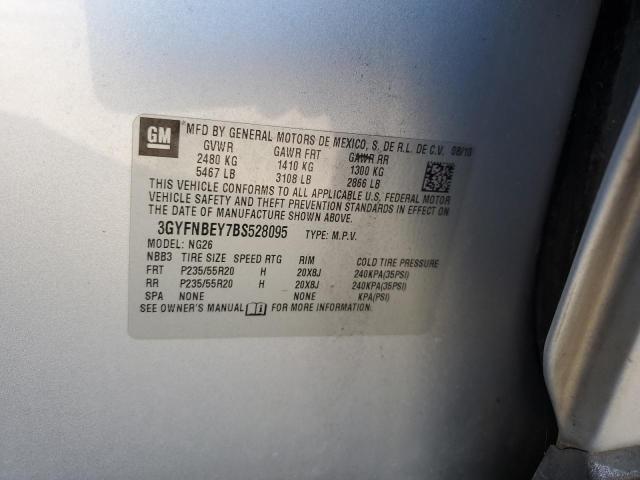 GM
MFD BY GENERAL MOTORS DE MEXICO, S. DE R.L. DE C.V. 08/10
GVWR GAWR FRT GAWR RR
2480 KG 1410 KG 1300 KG
5467 LB 3108 LB 2866 LB
THIS VEHICLE CONFORMS TO ALL APPLICABLE U.S. FEDERAL MOTOR
VEHICLE SAFETY AND THEFT PREVENTION STANDARDS IN EFFECT ON
THE DATE OF MANUFACTURE SHOWN ABOVE.
3GYFNBEY7BS528095 TYPE: M.P.V.
MODEL: NG26
NBB3 TIRE SIZE SPEED RTG RIM COLD TIRE PRESSURE
FRT P235/55R20 H 20X8J 240KPA(35PSI)
RR P235/55R20 H 20X8J 240KPA(35PSI)
SPA NONE NONE KPA(PSI)
SEE OWNER'S MANUAL FOR MORE INFORMATION.